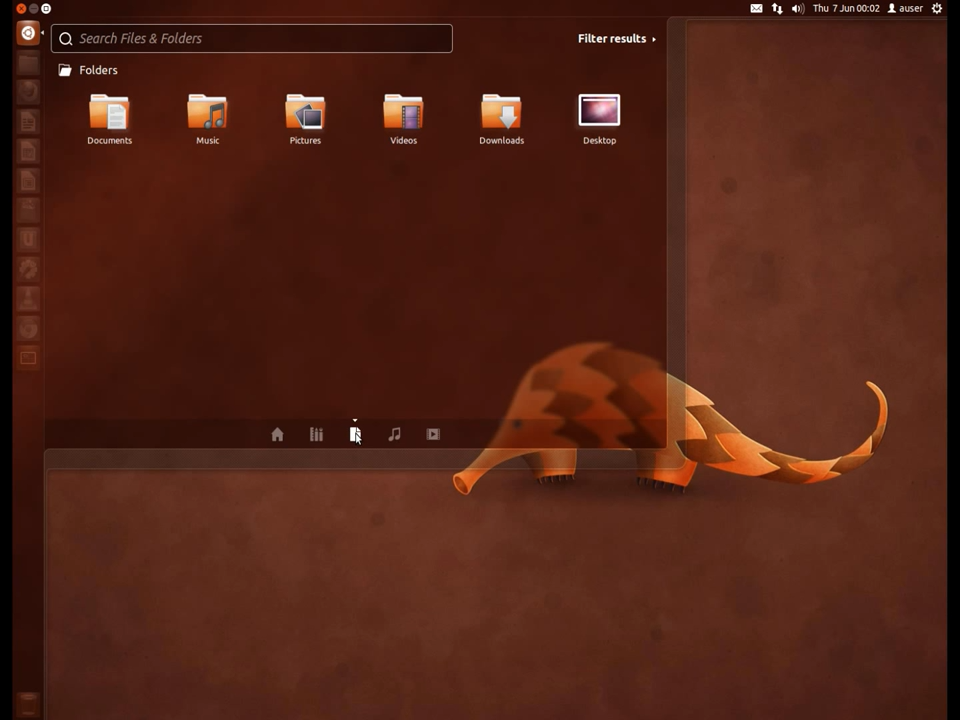 Thu 7 Jun 00:02 auser
Search Files & Folders
Filter results
Folders
Documents Music Pictures Videos Downloads Desktop